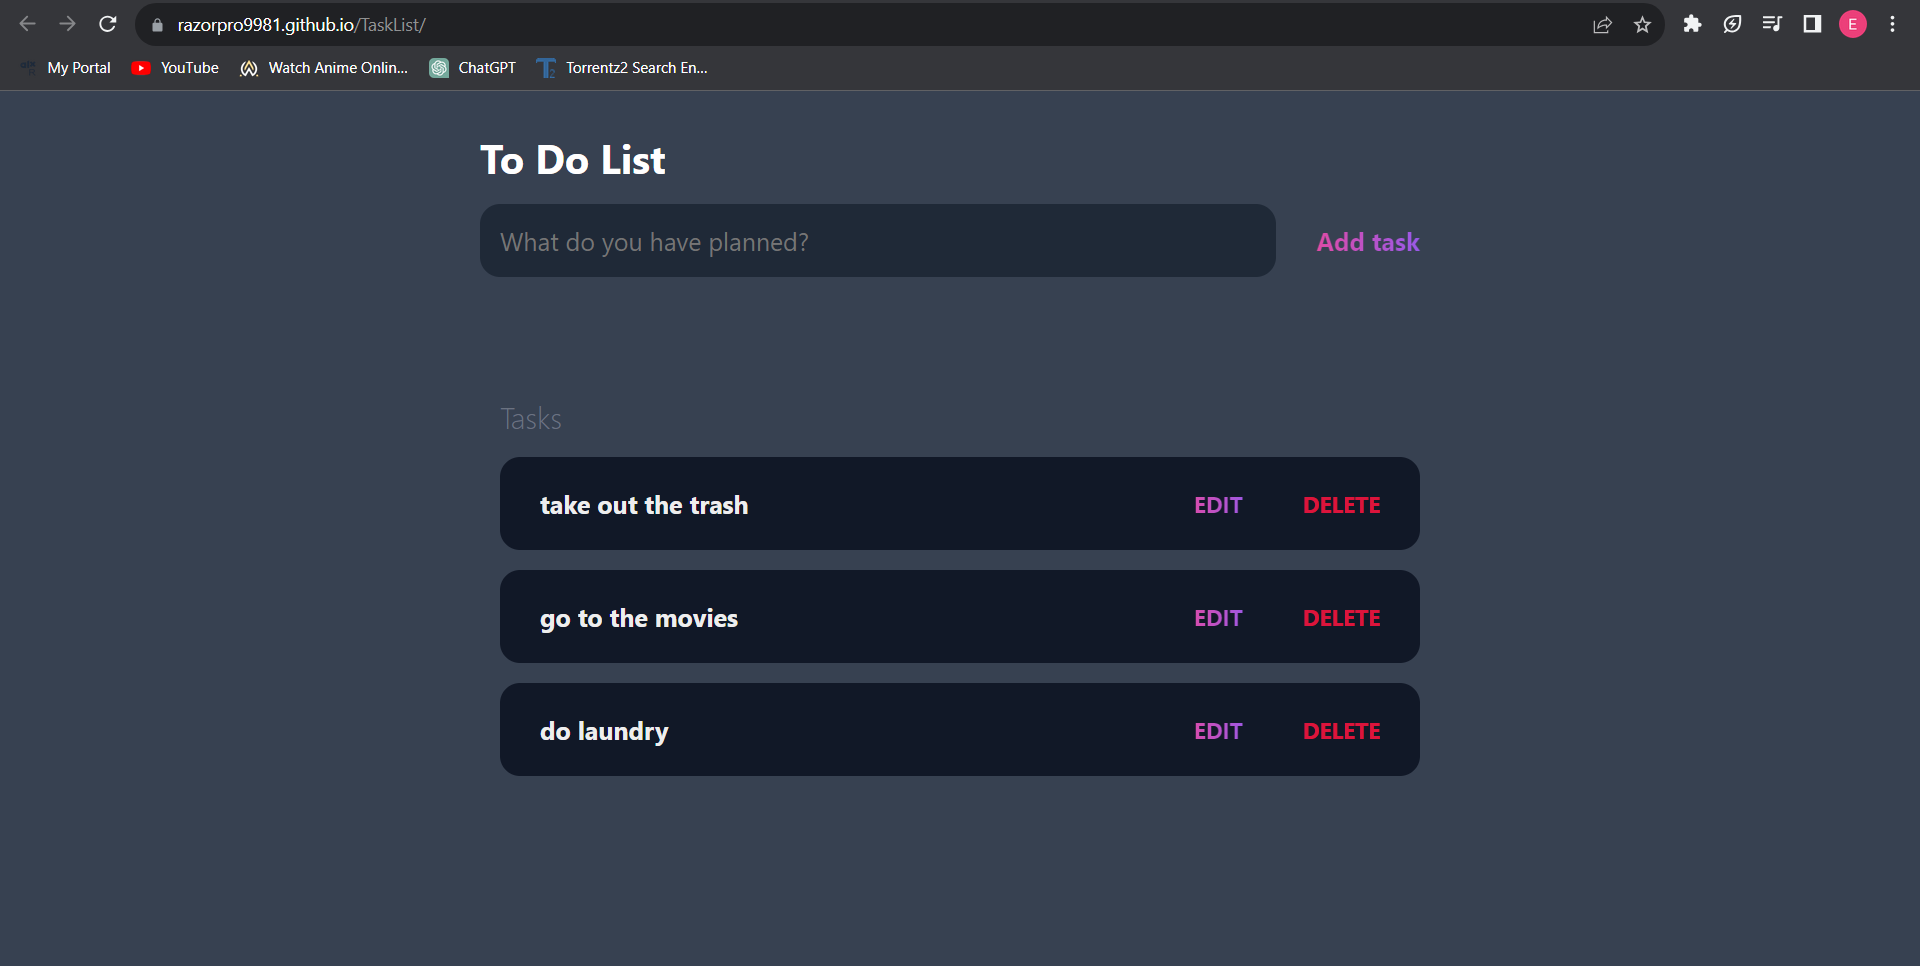 razorpro9981.github.io/TaskList/
E
My Portal YouTube Watch Anime Onlin... ChatGPT Torrentz2 Search En...
To Do List
What do you have planned? Add task
Tasks
take out the trash EDIT DELETE
go to the movies EDIT DELETE
do laundry EDIT DELETE